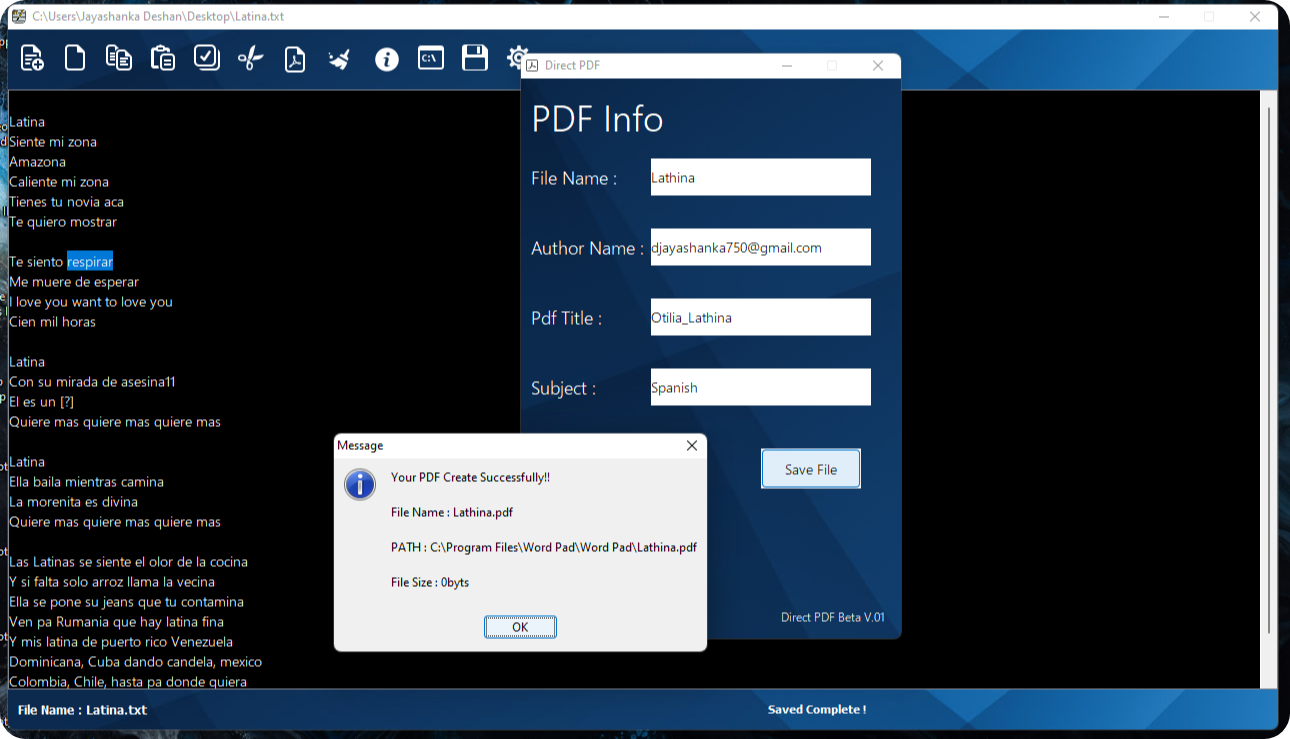 C:\Users\Jayashanka Deshan\Desktop\Latina.txt
C:\
Direct PDF
PDF Info
File Name :
Lathina
Author Name :
djayashanka750@gmail.com
Pdf Title :
Otilia_Lathina
Subject :
Spanish
Save File
Direct PDF Beta V.01
Latina
Siente mi zona
Amazona
Caliente mi zona
Tienes tu novia aca
Te quiero mostrar
Te siento respirar
Me muere de esperar
I love you want to love you
Cien mil horas
Latina
Con su mirada de asesina11
El es un [?]
Quiere mas quiere mas quiere mas
Latina
Ella baila mientras camina
La morenita es divina
Quiere mas quiere mas quiere mas
Las Latinas se siente el olor de la cocina
Y si falta solo arroz llama la vecina
Ella se pone su jeans que tu contamina
Ven pa Rumania que hay latina fina
Y mis latina de puerto rico Venezuela
Dominicana, Cuba dando candela, mexico
Colombia, Chile, hasta pa donde quiera
Message
Your PDF Create Successfully!!
File Name : Lathina.pdf
PATH : C:\Program Files\Word Pad\Word Pad\Lathina.pdf
File Size : 0byts
OK
File Name : Latina.txt
Saved Complete !